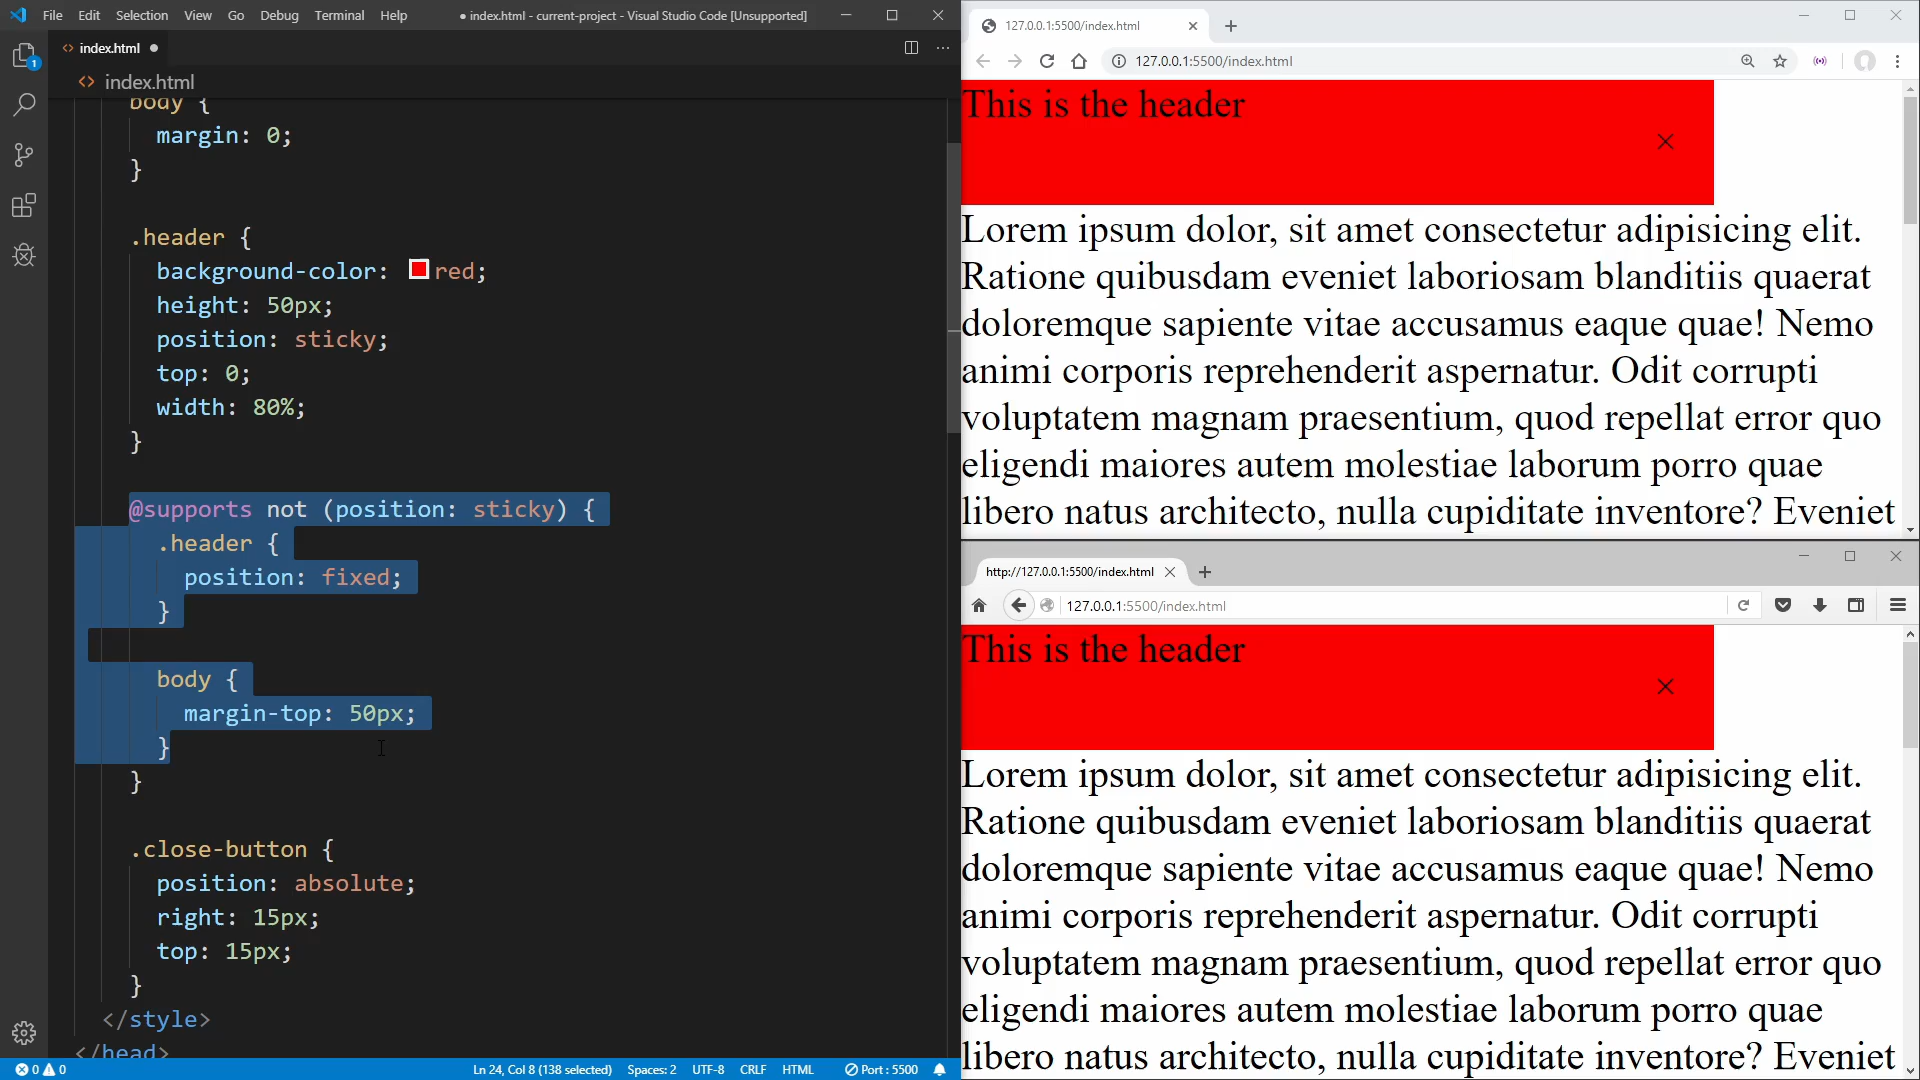 File Edit Selection View Go Debug Terminal Help
● index.html - current-project - Visual Studio Code [Unsupported]
<> index.html ●
1
<> index.html
body {
margin: 0;
}
.header {
background-color: red;
height: 50px;
position: sticky;
top: 0;
width: 80%;
}
@supports not (position: sticky) {
.header {
position: fixed;
}
body {
margin-top: 50px;
}
}
.close-button {
position: absolute;
right: 15px;
top: 15px;
}
</style>
</head>
0 0
Ln 24, Col 8 (138 selected) Spaces: 2 UTF-8 CRLF HTML Port : 5500
127.0.0.1:5500/index.html
127.0.0.1:5500/index.html
This is the header
×
Lorem ipsum dolor, sit amet consectetur adipisicing elit.
Ratione quibusdam eveniet laboriosam blanditiis quaerat
doloremque sapiente vitae accusamus eaque quae! Nemo
animi corporis reprehenderit aspernatur. Odit corrupti
voluptatem magnam praesentium, quod repellat error quo
eligendi maiores autem molestiae laborum porro quae
libero natus architecto, nulla cupiditate inventore? Eveniet
http://127.0.0.1:5500/index.html
127.0.0.1:5500/index.html
This is the header
×
Lorem ipsum dolor, sit amet consectetur adipisicing elit.
Ratione quibusdam eveniet laboriosam blanditiis quaerat
doloremque sapiente vitae accusamus eaque quae! Nemo
animi corporis reprehenderit aspernatur. Odit corrupti
voluptatem magnam praesentium, quod repellat error quo
eligendi maiores autem molestiae laborum porro quae
libero natus architecto, nulla cupiditate inventore? Eveniet